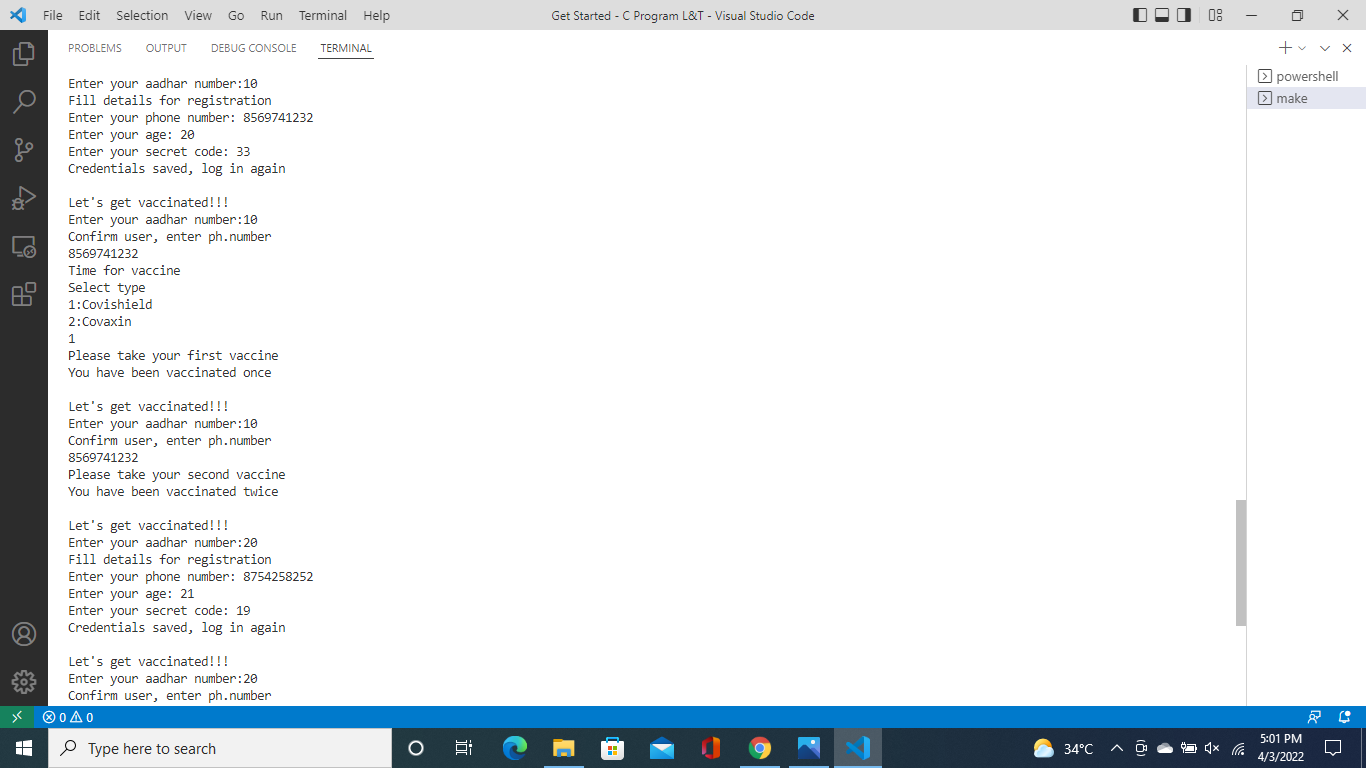 File Edit Selection View Go Run Terminal Help
Get Started - C Program L&T - Visual Studio Code
PROBLEMS OUTPUT DEBUG CONSOLE TERMINAL
Enter your aadhar number:10
Fill details for registration
Enter your phone number: 8569741232
Enter your age: 20
Enter your secret code: 33
Credentials saved, log in again
Let's get vaccinated!!!
Enter your aadhar number:10
Confirm user, enter ph.number
8569741232
Time for vaccine
Select type
1:Covishield
2:Covaxin
1
Please take your first vaccine
You have been vaccinated once
Let's get vaccinated!!!
Enter your aadhar number:10
Confirm user, enter ph.number
8569741232
Please take your second vaccine
You have been vaccinated twice
Let's get vaccinated!!!
Enter your aadhar number:20
Fill details for registration
Enter your phone number: 8754258252
Enter your age: 21
Enter your secret code: 19
Credentials saved, log in again
Let's get vaccinated!!!
Enter your aadhar number:20
Confirm user, enter ph.number
powershell
make
0 0
Type here to search
34°C
5:01 PM
4/3/2022